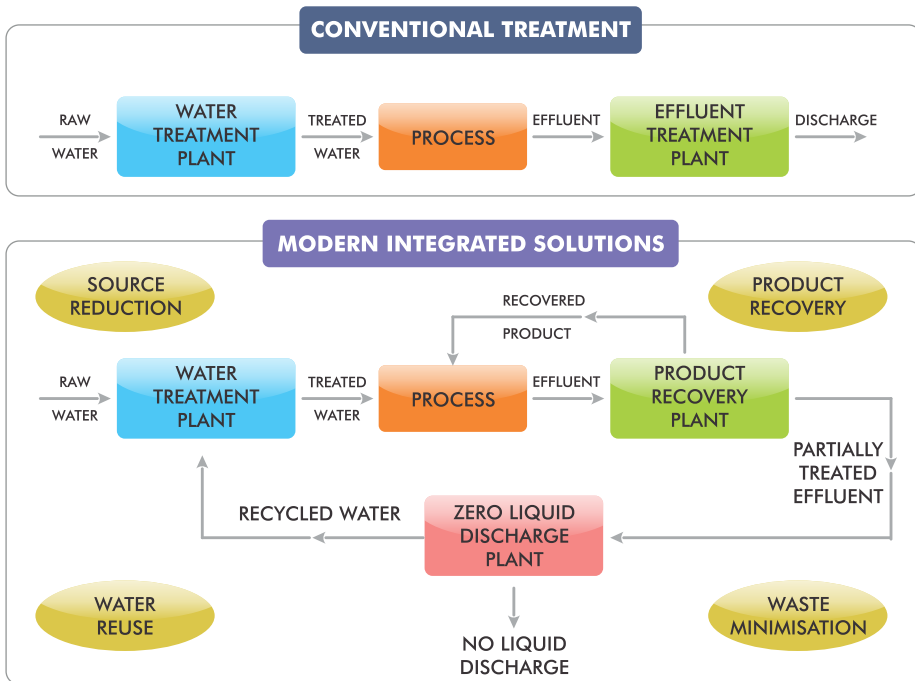 CONVENTIONAL TREATMENT
RAW
WATER
WATER
TREATMENT
PLANT
TREATED
WATER
PROCESS
EFFLUENT
EFFLUENT
TREATMENT
PLANT
DISCHARGE
MODERN INTEGRATED SOLUTIONS
SOURCE
REDUCTION
PRODUCT
RECOVERY
RECOVERED
PRODUCT
RAW
WATER
WATER
TREATMENT
PLANT
TREATED
WATER
PROCESS
EFFLUENT
PRODUCT
RECOVERY
PLANT
PARTIALLY
TREATED
EFFLUENT
RECYCLED WATER
ZERO LIQUID
DISCHARGE
PLANT
WATER
REUSE
NO LIQUID
DISCHARGE
WASTE
MINIMISATION